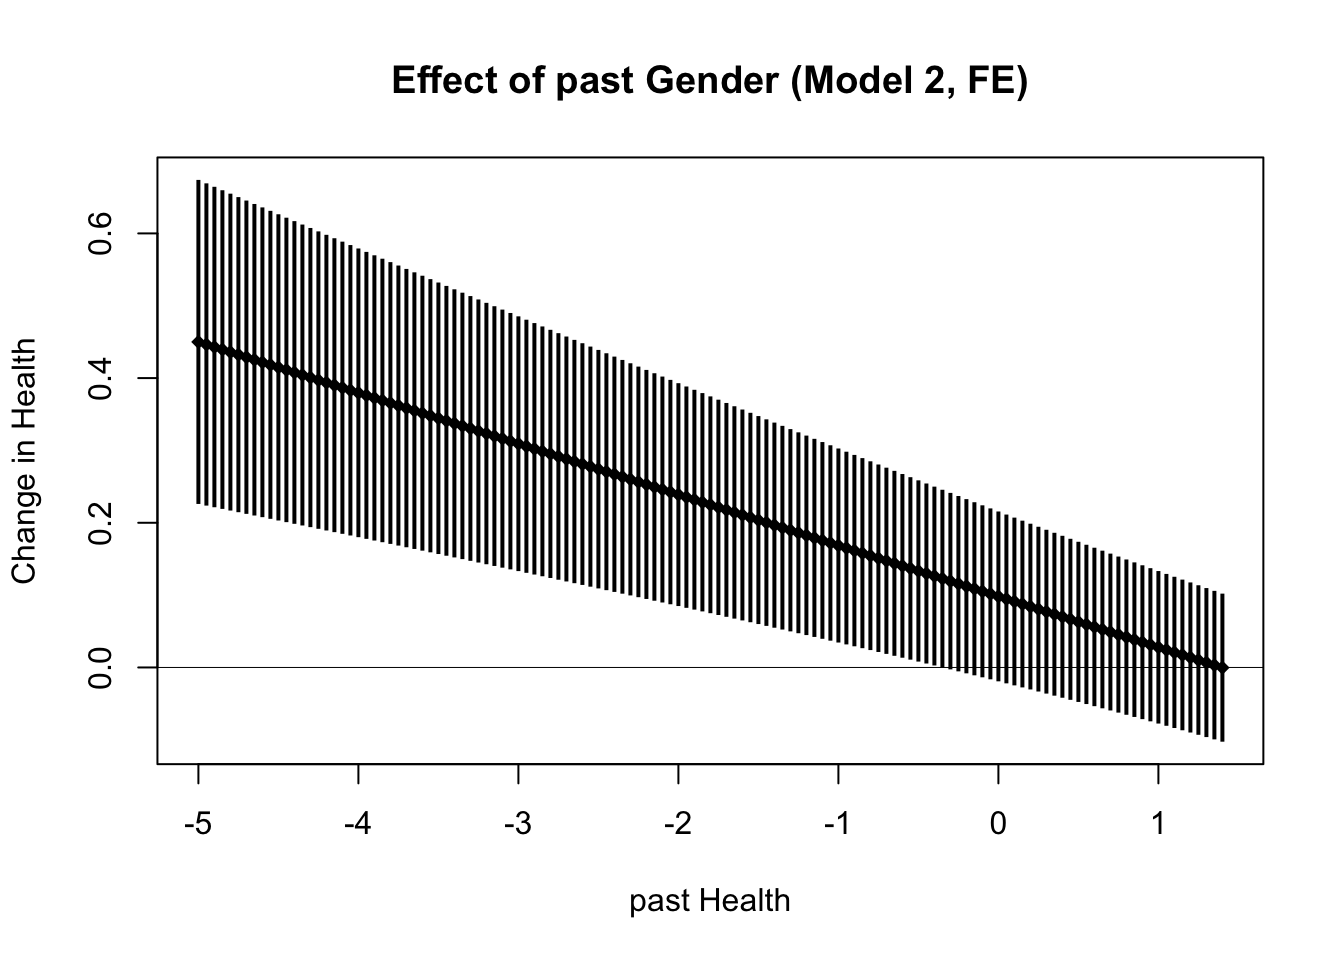 Effect of past Gender (Model 2, FE)
Change in Health
0.6
0.4
0.2
0.0
-5 -4 -3 -2 -1 0 1
past Health